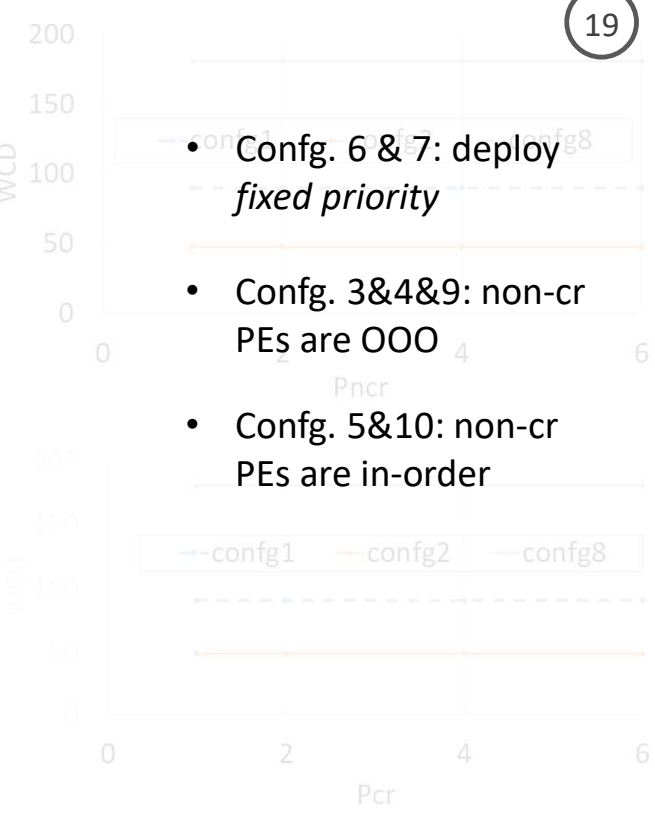 19
200
150
100
50
0
WCD
confg1 confg8
• Confg. 6 & 7: deploy
fixed priority
• Confg. 3&4&9: non-cr
PEs are OOO
0 2 4 6
Pncr
• Confg. 5&10: non-cr
PEs are in-order
200
150
100
50
0
WCD
confg1 confg2 confg8
0 2 4 6
Pcr